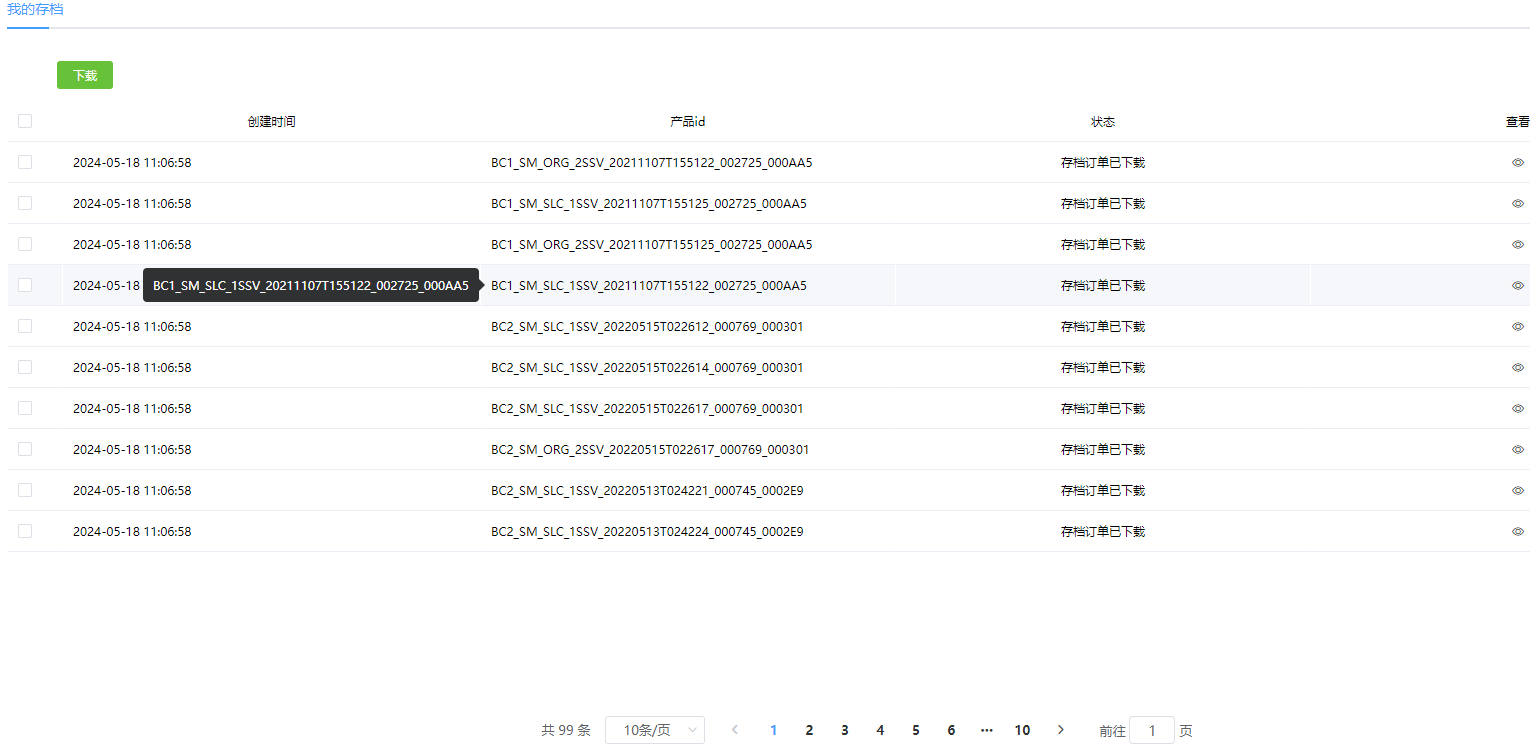 我的存档
下载
创建时间 产品id 状态 查看
2024-05-18 11:06:58 BC1_SM_ORG_2SSV_20211107T155122_002725_000AA5 存档订单已下载
2024-05-18 11:06:58 BC1_SM_SLC_1SSV_20211107T155125_002725_000AA5 存档订单已下载
2024-05-18 11:06:58 BC1_SM_ORG_2SSV_20211107T155125_002725_000AA5 存档订单已下载
2024-05-18 BC1_SM_SLC_1SSV_20211107T155122_002725_000AA5 BC1_SM_SLC_1SSV_20211107T155122_002725_000AA5 存档订单已下载
2024-05-18 11:06:58 BC2_SM_SLC_1SSV_20220515T022612_000769_000301 存档订单已下载
2024-05-18 11:06:58 BC2_SM_SLC_1SSV_20220515T022614_000769_000301 存档订单已下载
2024-05-18 11:06:58 BC2_SM_SLC_1SSV_20220515T022617_000769_000301 存档订单已下载
2024-05-18 11:06:58 BC2_SM_ORG_2SSV_20220515T022617_000769_000301 存档订单已下载
2024-05-18 11:06:58 BC2_SM_SLC_1SSV_20220513T024221_000745_0002E9 存档订单已下载
2024-05-18 11:06:58 BC2_SM_SLC_1SSV_20220513T024224_000745_0002E9 存档订单已下载
共 99 条 10条/页 1 2 3 4 5 6 ··· 10 前往 1 页